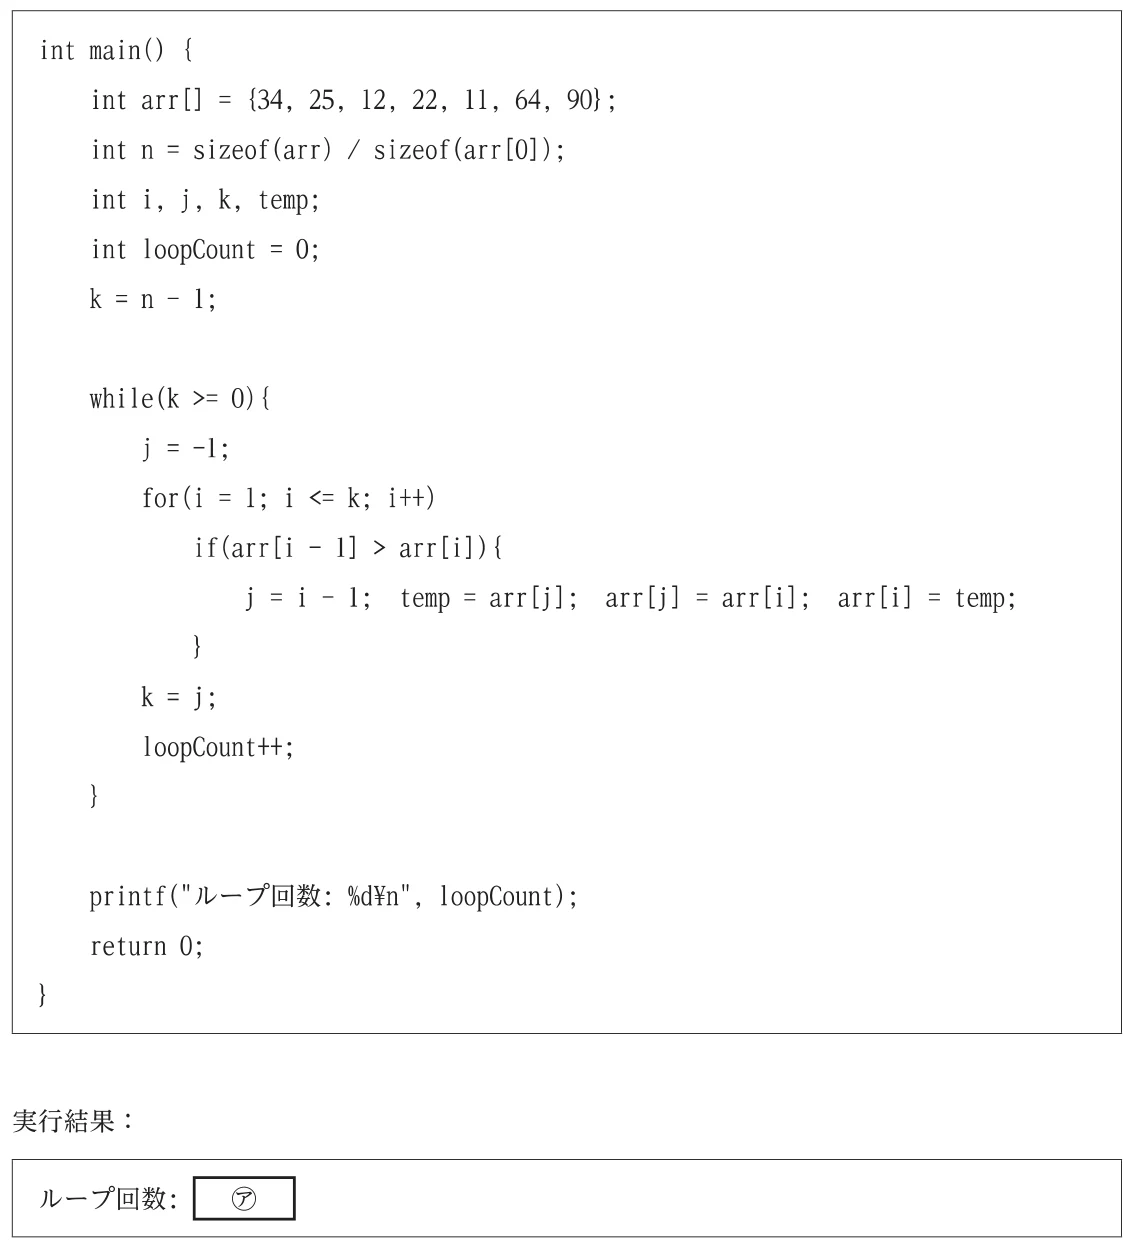 int main() {
int arr[] = {34, 25, 12, 22, 11, 64, 90};
int n = sizeof(arr) / sizeof(arr[0]);
int i, j, k, temp;
int loopCount = 0;
k = n - 1;
while(k >= 0){
j = -1;
for(i = 1; i <= k; i++)
if(arr[i - 1] > arr[i]){
j = i - 1; temp = arr[j]; arr[j] = arr[i]; arr[i] = temp;
}
k = j;
loopCount++;
}
printf("ループ回数: %d¥n", loopCount);
return 0;
}
実行結果：
ループ回数: ㋐